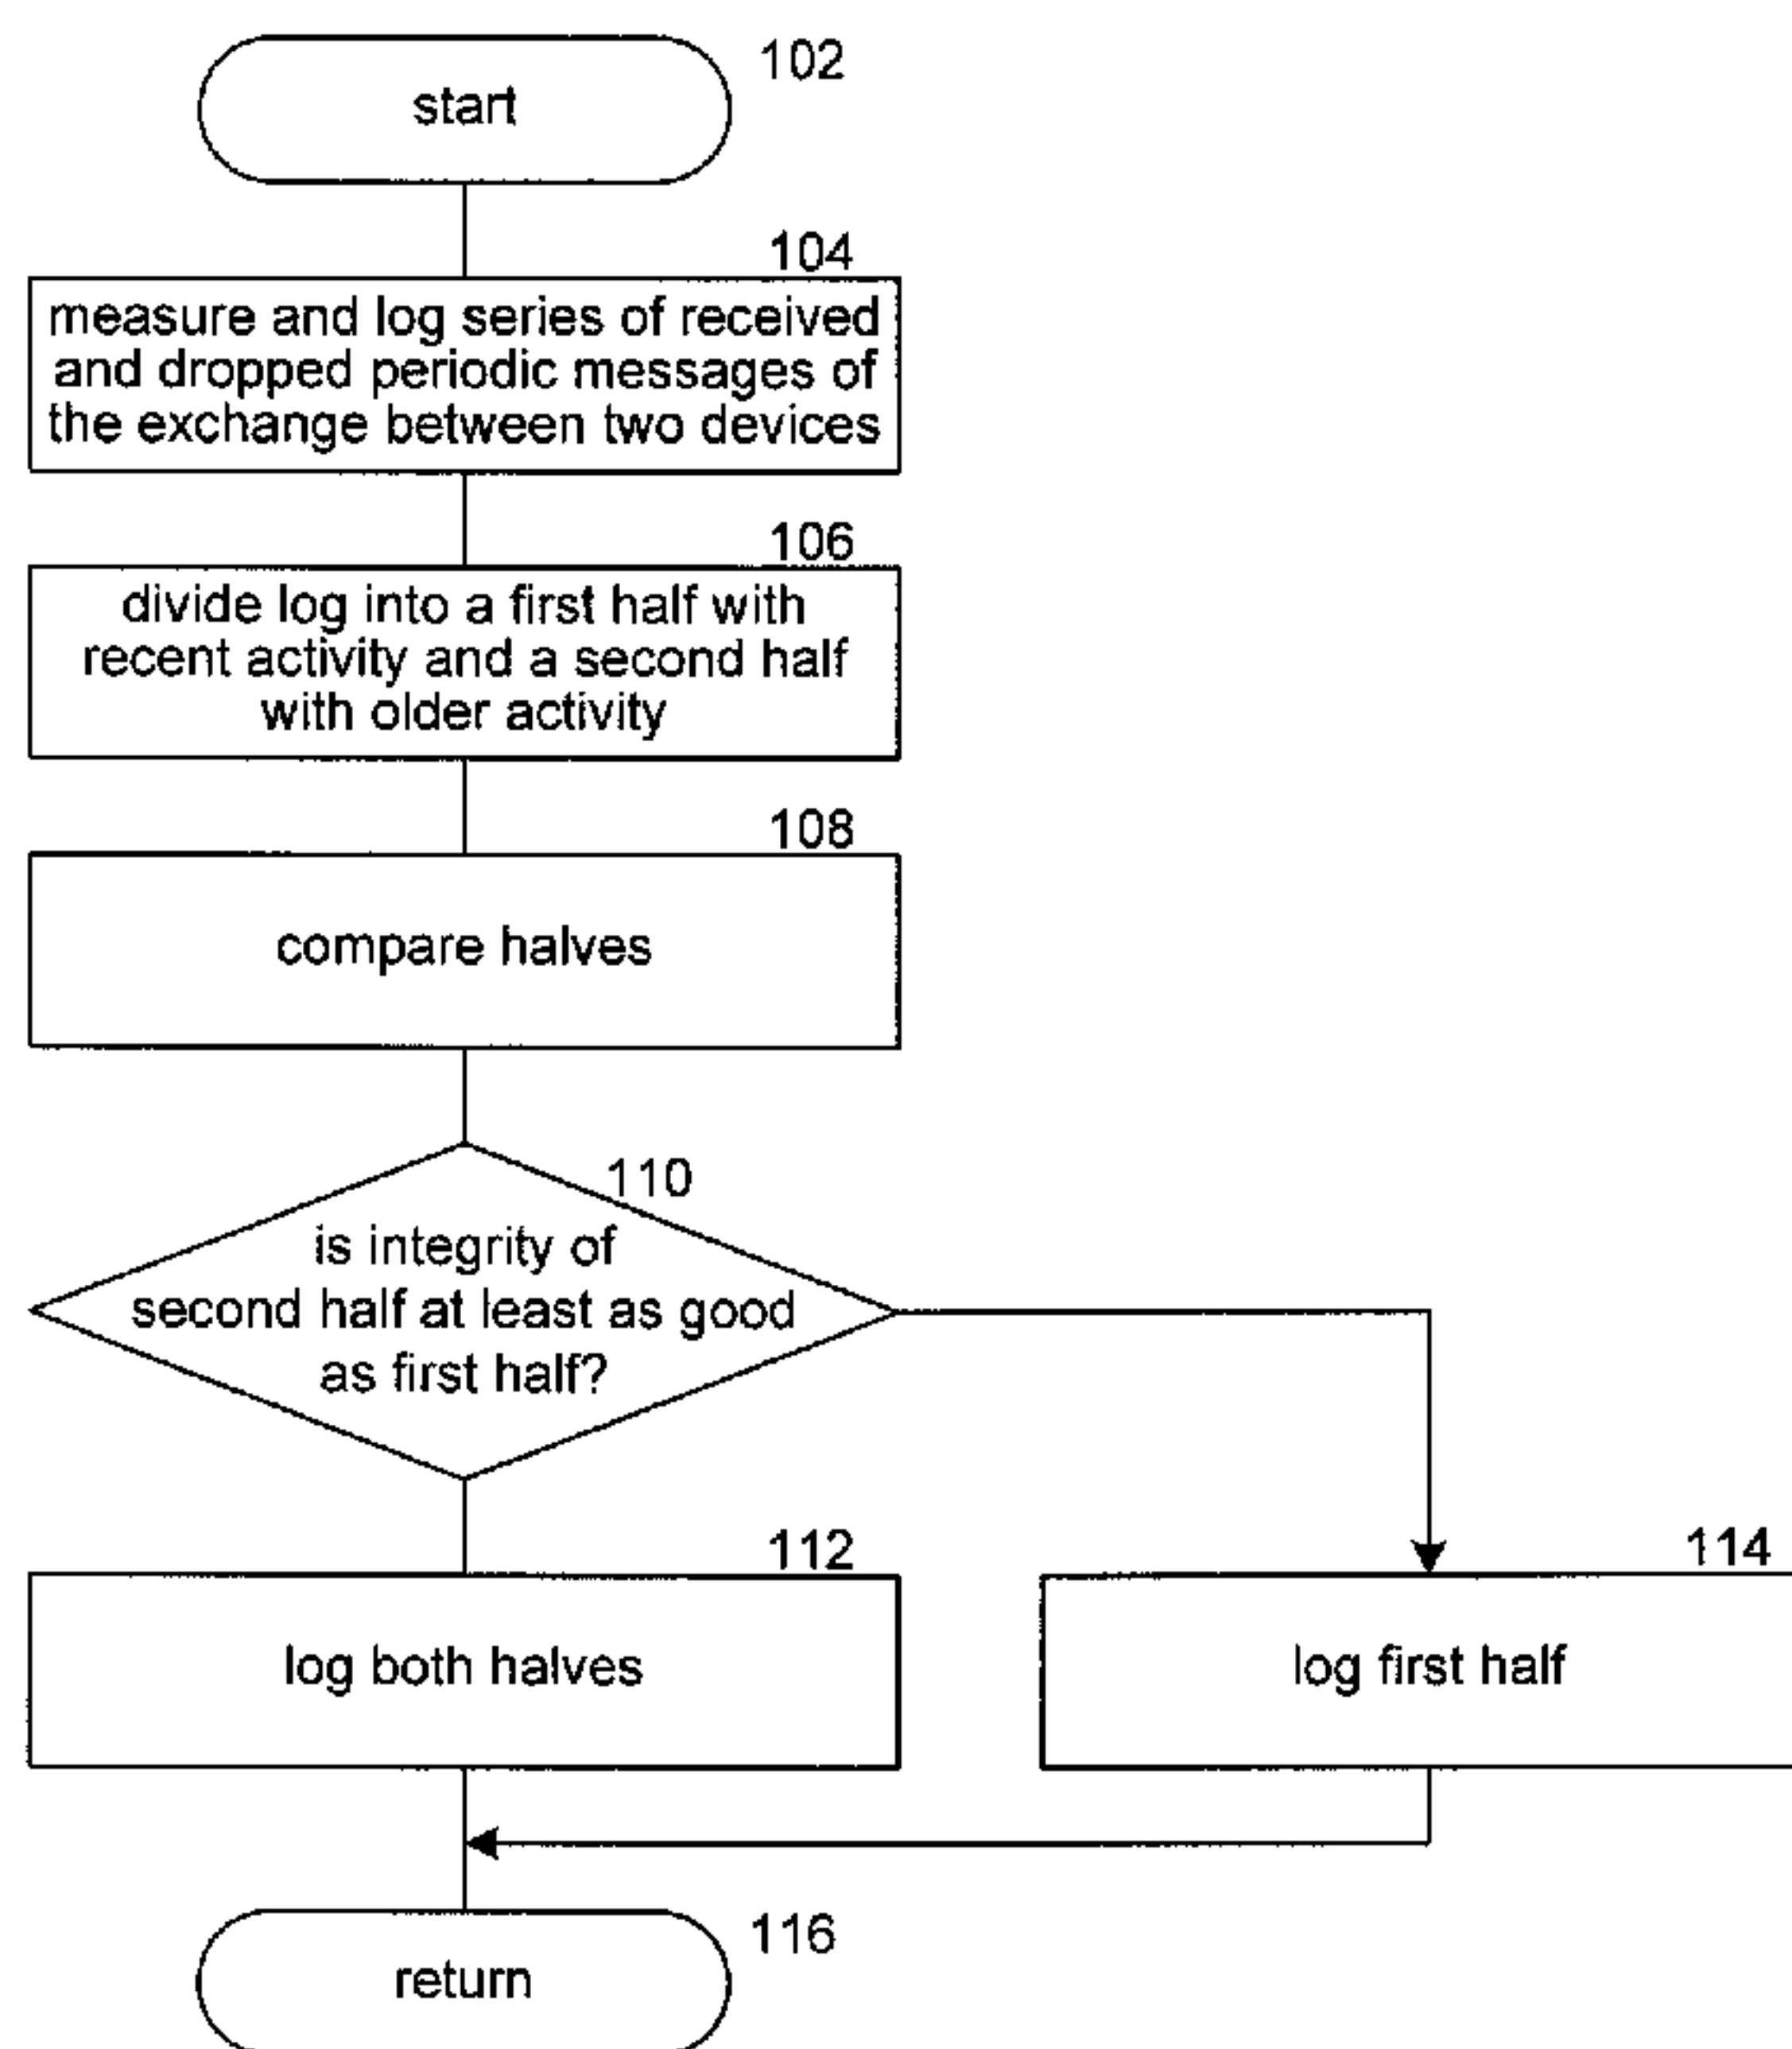 102
start
104
measure and log series of received
and dropped periodic messages of
the exchange between two devices
106
divide log into a first half with
recent activity and a second half
with older activity
108
compare halves
110
is integrity of
second half at least as good
as first half?
112
log both halves
114
log first half
116
return